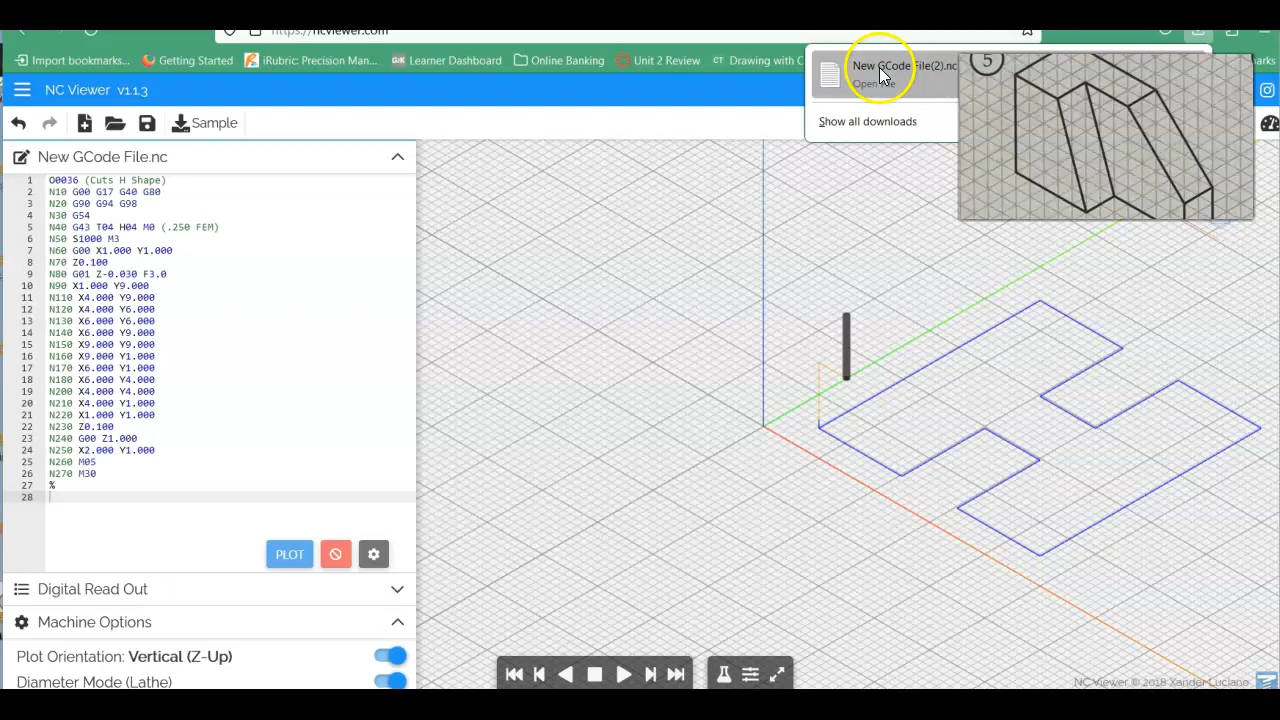 https://ncviewer.com
Import bookmarks...
Getting Started
iRubric: Precision Man...
Learner Dashboard
Online Banking
Unit 2 Review
Drawing with C
New GCode File(2).nc
Open file
Show all downloads
5
NC Viewer v1.1.3
Sample
New GCode File.nc
1 O0036 (Cuts H Shape)
2 N10 G00 G17 G40 G80
3 N20 G90 G94 G98
4 N30 G54
5 N40 G43 T04 H04 M0 (.250 FEM)
6 N50 S1000 M3
7 N60 G00 X1.000 Y1.000
8 N70 Z0.100
9 N80 G01 Z-0.030 F3.0
10 N90 X1.000 Y9.000
11 N110 X4.000 Y9.000
12 N120 X4.000 Y6.000
13 N130 X6.000 Y6.000
14 N140 X6.000 Y9.000
15 N150 X9.000 Y9.000
16 N160 X9.000 Y1.000
17 N170 X6.000 Y1.000
18 N180 X6.000 Y4.000
19 N200 X4.000 Y4.000
20 N210 X4.000 Y1.000
21 N220 X1.000 Y1.000
22 N230 Z0.100
23 N240 G00 Z1.000
24 N250 X2.000 Y1.000
25 N260 M05
26 N270 M30
27 %
28
PLOT
Digital Read Out
Machine Options
Plot Orientation: Vertical (Z-Up)
Diameter Mode (Lathe)
NC Viewer © 2018 Xander Luciano